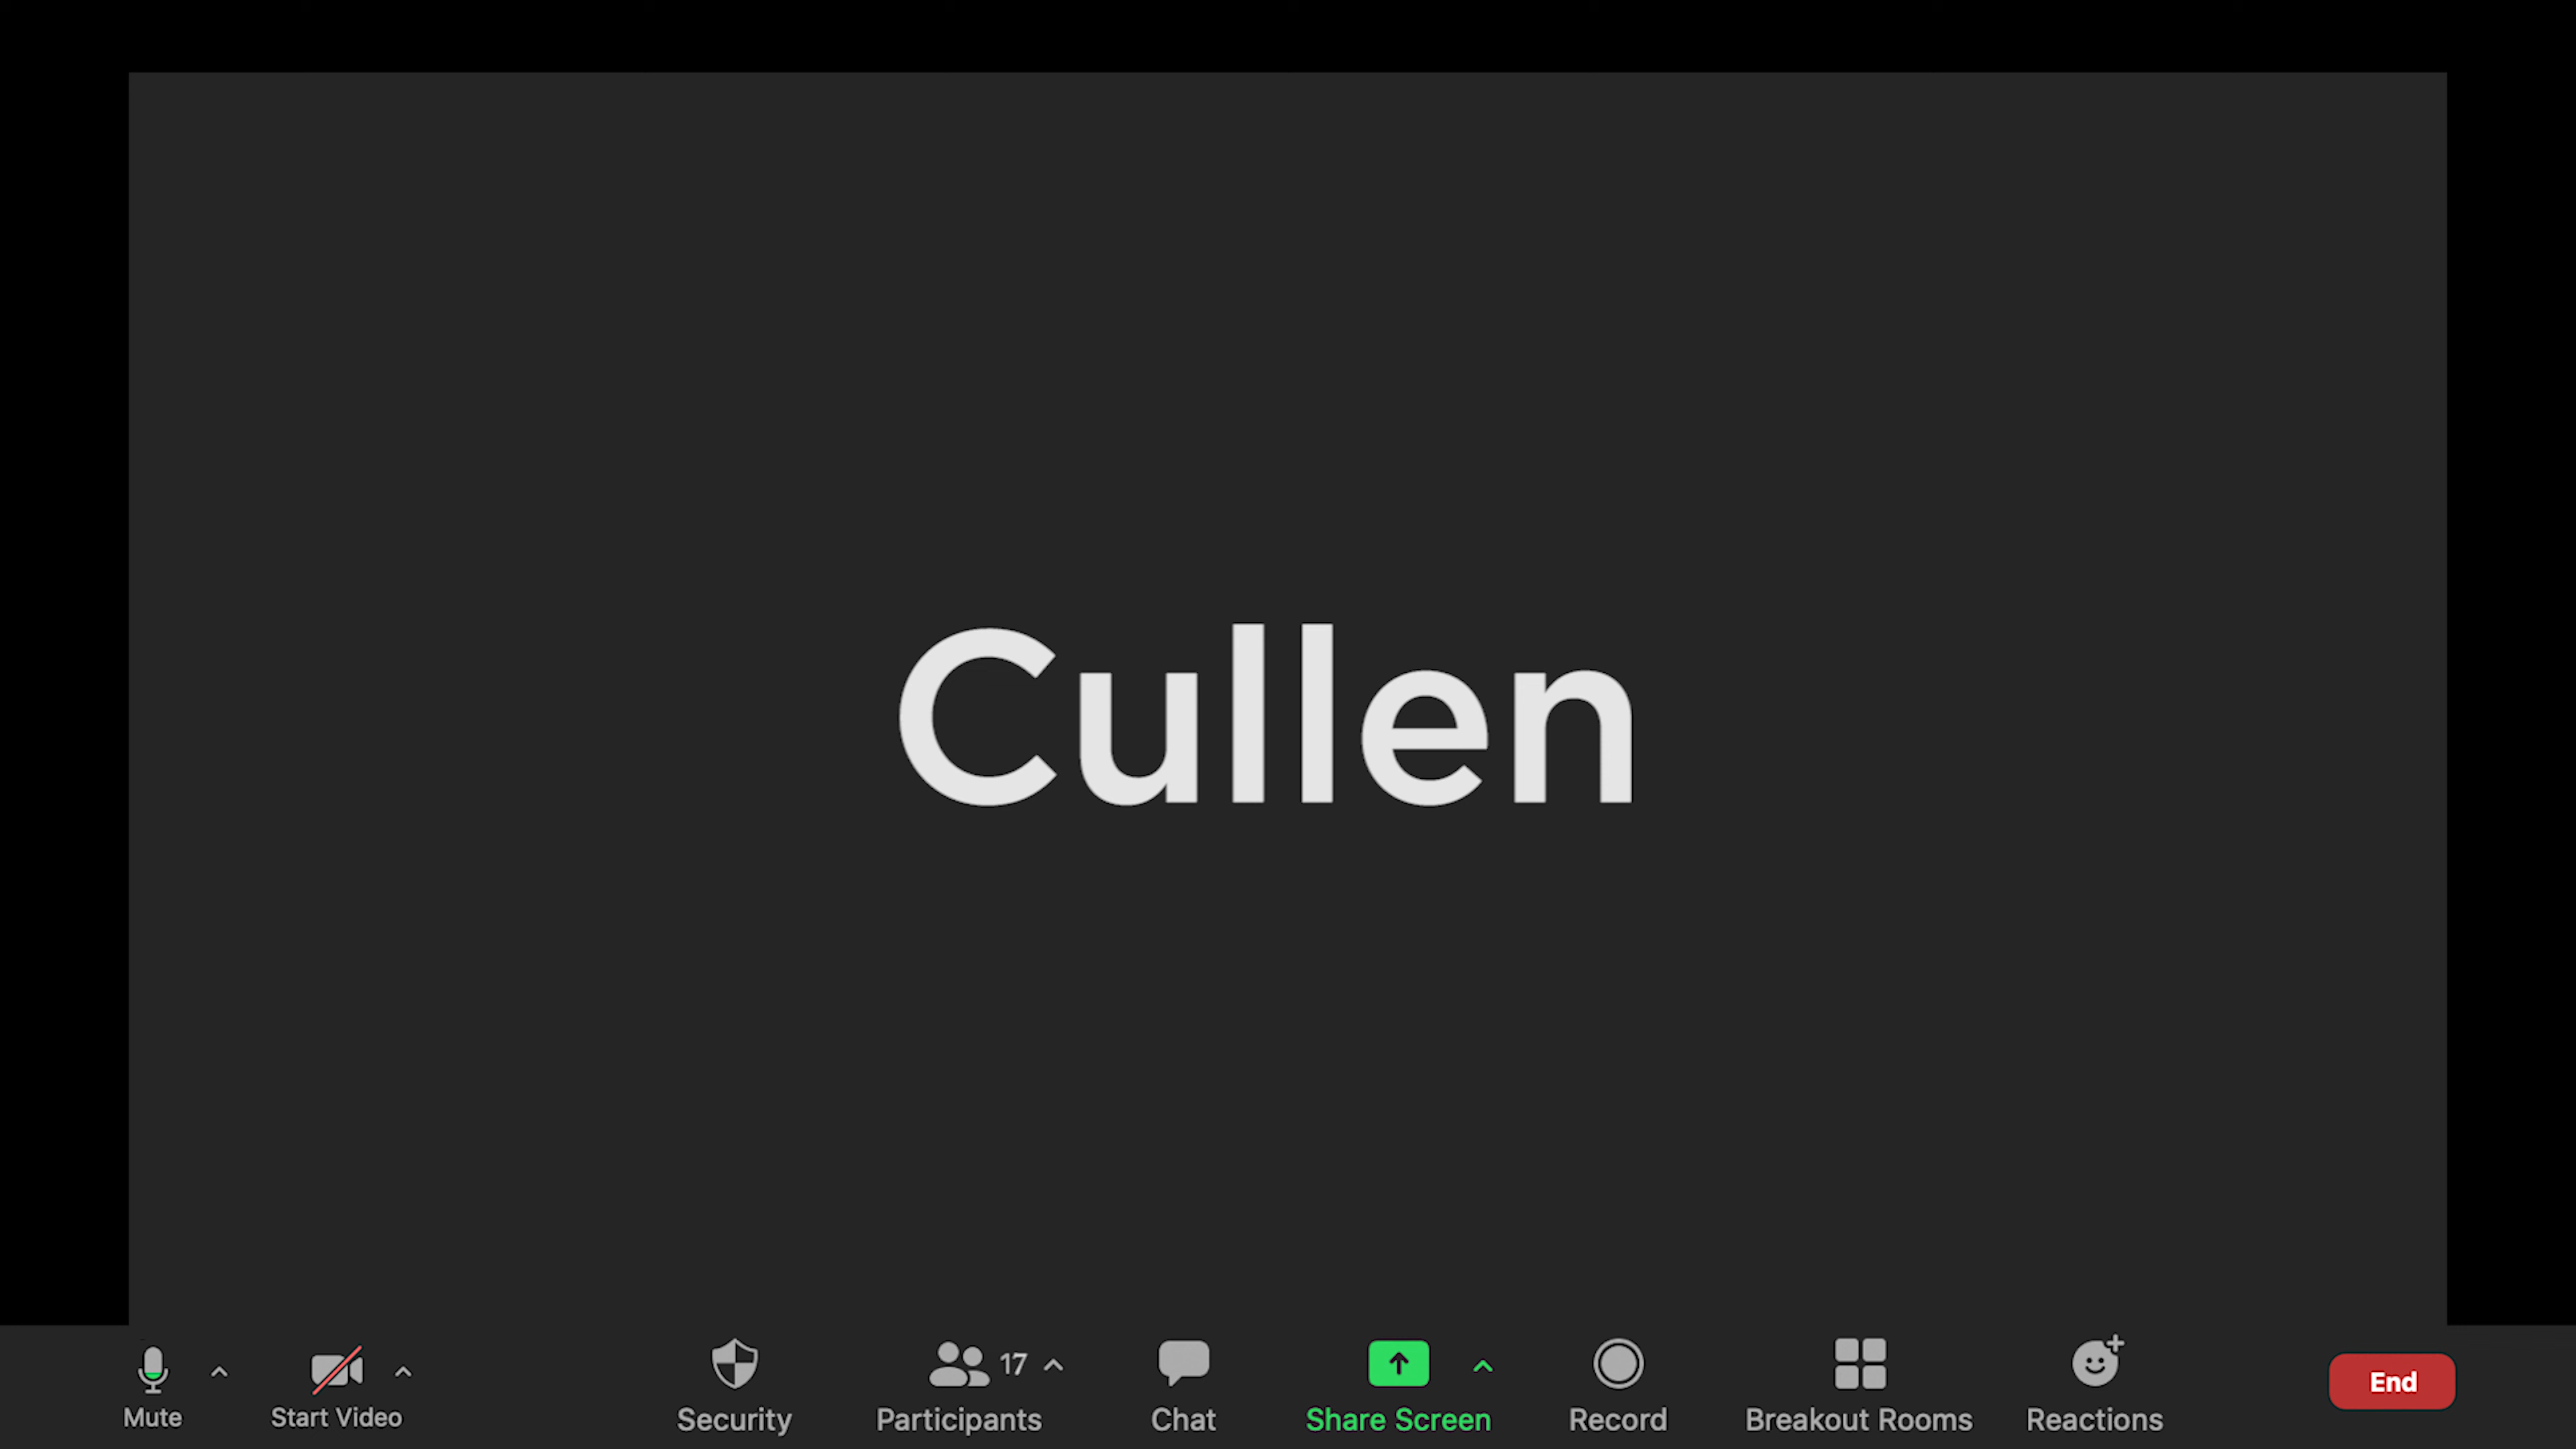 Cullen
17
Mute
Start Video
Security
Participants
Chat
Share Screen
Record
Breakout Rooms
Reactions
End